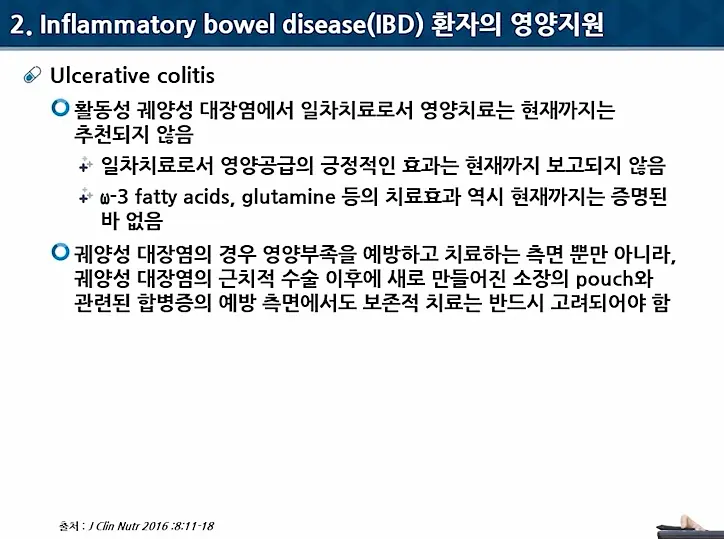 2. Inflammatory bowel disease(IBD) 환자의 영양지원
Ulcerative colitis
활동성 궤양성 대장염에서 일차치료로서 영양치료는 현재까지는
추천되지 않음
일차치료로서 영양공급의 긍정적인 효과는 현재까지 보고되지 않음
ω-3 fatty acids, glutamine 등의 치료효과 역시 현재까지는 증명된
바 없음
궤양성 대장염의 경우 영양부족을 예방하고 치료하는 측면 뿐만 아니라,
궤양성 대장염의 근치적 수술 이후에 새로 만들어진 소장의 pouch와
관련된 합병증의 예방 측면에서도 보존적 치료는 반드시 고려되어야 함
출처 : J Clin Nutr 2016 ;8:11-18